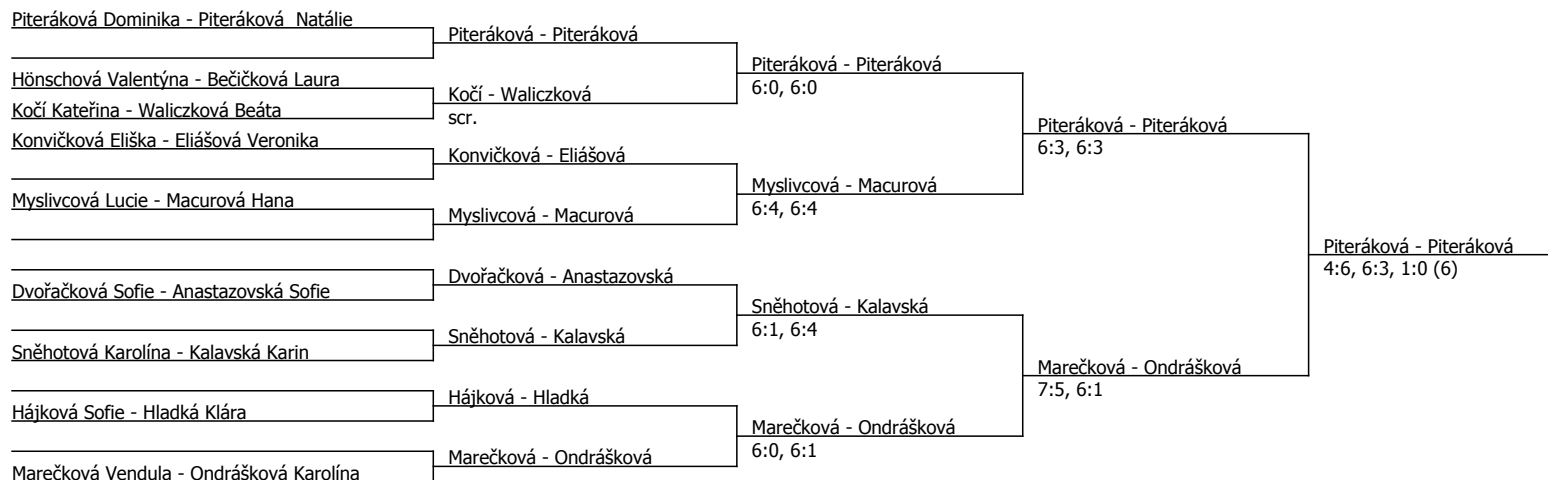 Piteráková Dominika - Piteráková  Natálie
Hönschová Valentýna - Bečičková Laura
Kočí Kateřina - Waliczková Beáta
Konvičková Eliška - Eliášová Veronika
Myslivcová Lucie - Macurová Hana
Dvořačková Sofie - Anastazovská Sofie
Sněhotová Karolína - Kalavská Karin
Hájková Sofie - Hladká Klára
Marečková Vendula - Ondrášková Karolína
Piteráková - Piteráková
Kočí - Waliczková
scr.
Konvičková - Eliášová
Myslivcová - Macurová
Dvořačková - Anastazovská
Sněhotová - Kalavská
Hájková - Hladká
Marečková - Ondrášková
Piteráková - Piteráková
6:0, 6:0
Myslivcová - Macurová
6:4, 6:4
Sněhotová - Kalavská
6:1, 6:4
Marečková - Ondrášková
6:0, 6:1
Piteráková - Piteráková
6:3, 6:3
Marečková - Ondrášková
7:5, 6:1
Piteráková - Piteráková
4:6, 6:3, 1:0 (6)